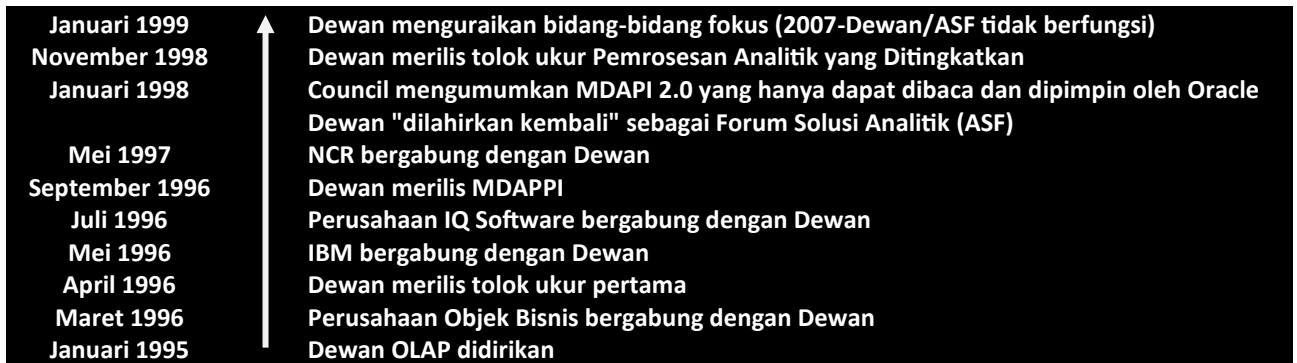 Januari 1999 Dewan menguraikan bidang-bidang fokus (2007-Dewan/ASF tidak berfungsi)
November 1998 Dewan merilis tolok ukur Pemrosesan Analitik yang Ditingkatkan
Januari 1998 Council mengumumkan MDAPI 2.0 yang hanya dapat dibaca dan dipimpin oleh Oracle
Dewan "dilahirkan kembali" sebagai Forum Solusi Analitik (ASF)
Mei 1997 NCR bergabung dengan Dewan
September 1996 Dewan merilis MDAPPI
Juli 1996 Perusahaan IQ Software bergabung dengan Dewan
Mei 1996 IBM bergabung dengan Dewan
April 1996 Dewan merilis tolok ukur pertama
Maret 1996 Perusahaan Objek Bisnis bergabung dengan Dewan
Januari 1995 Dewan OLAP didirikan